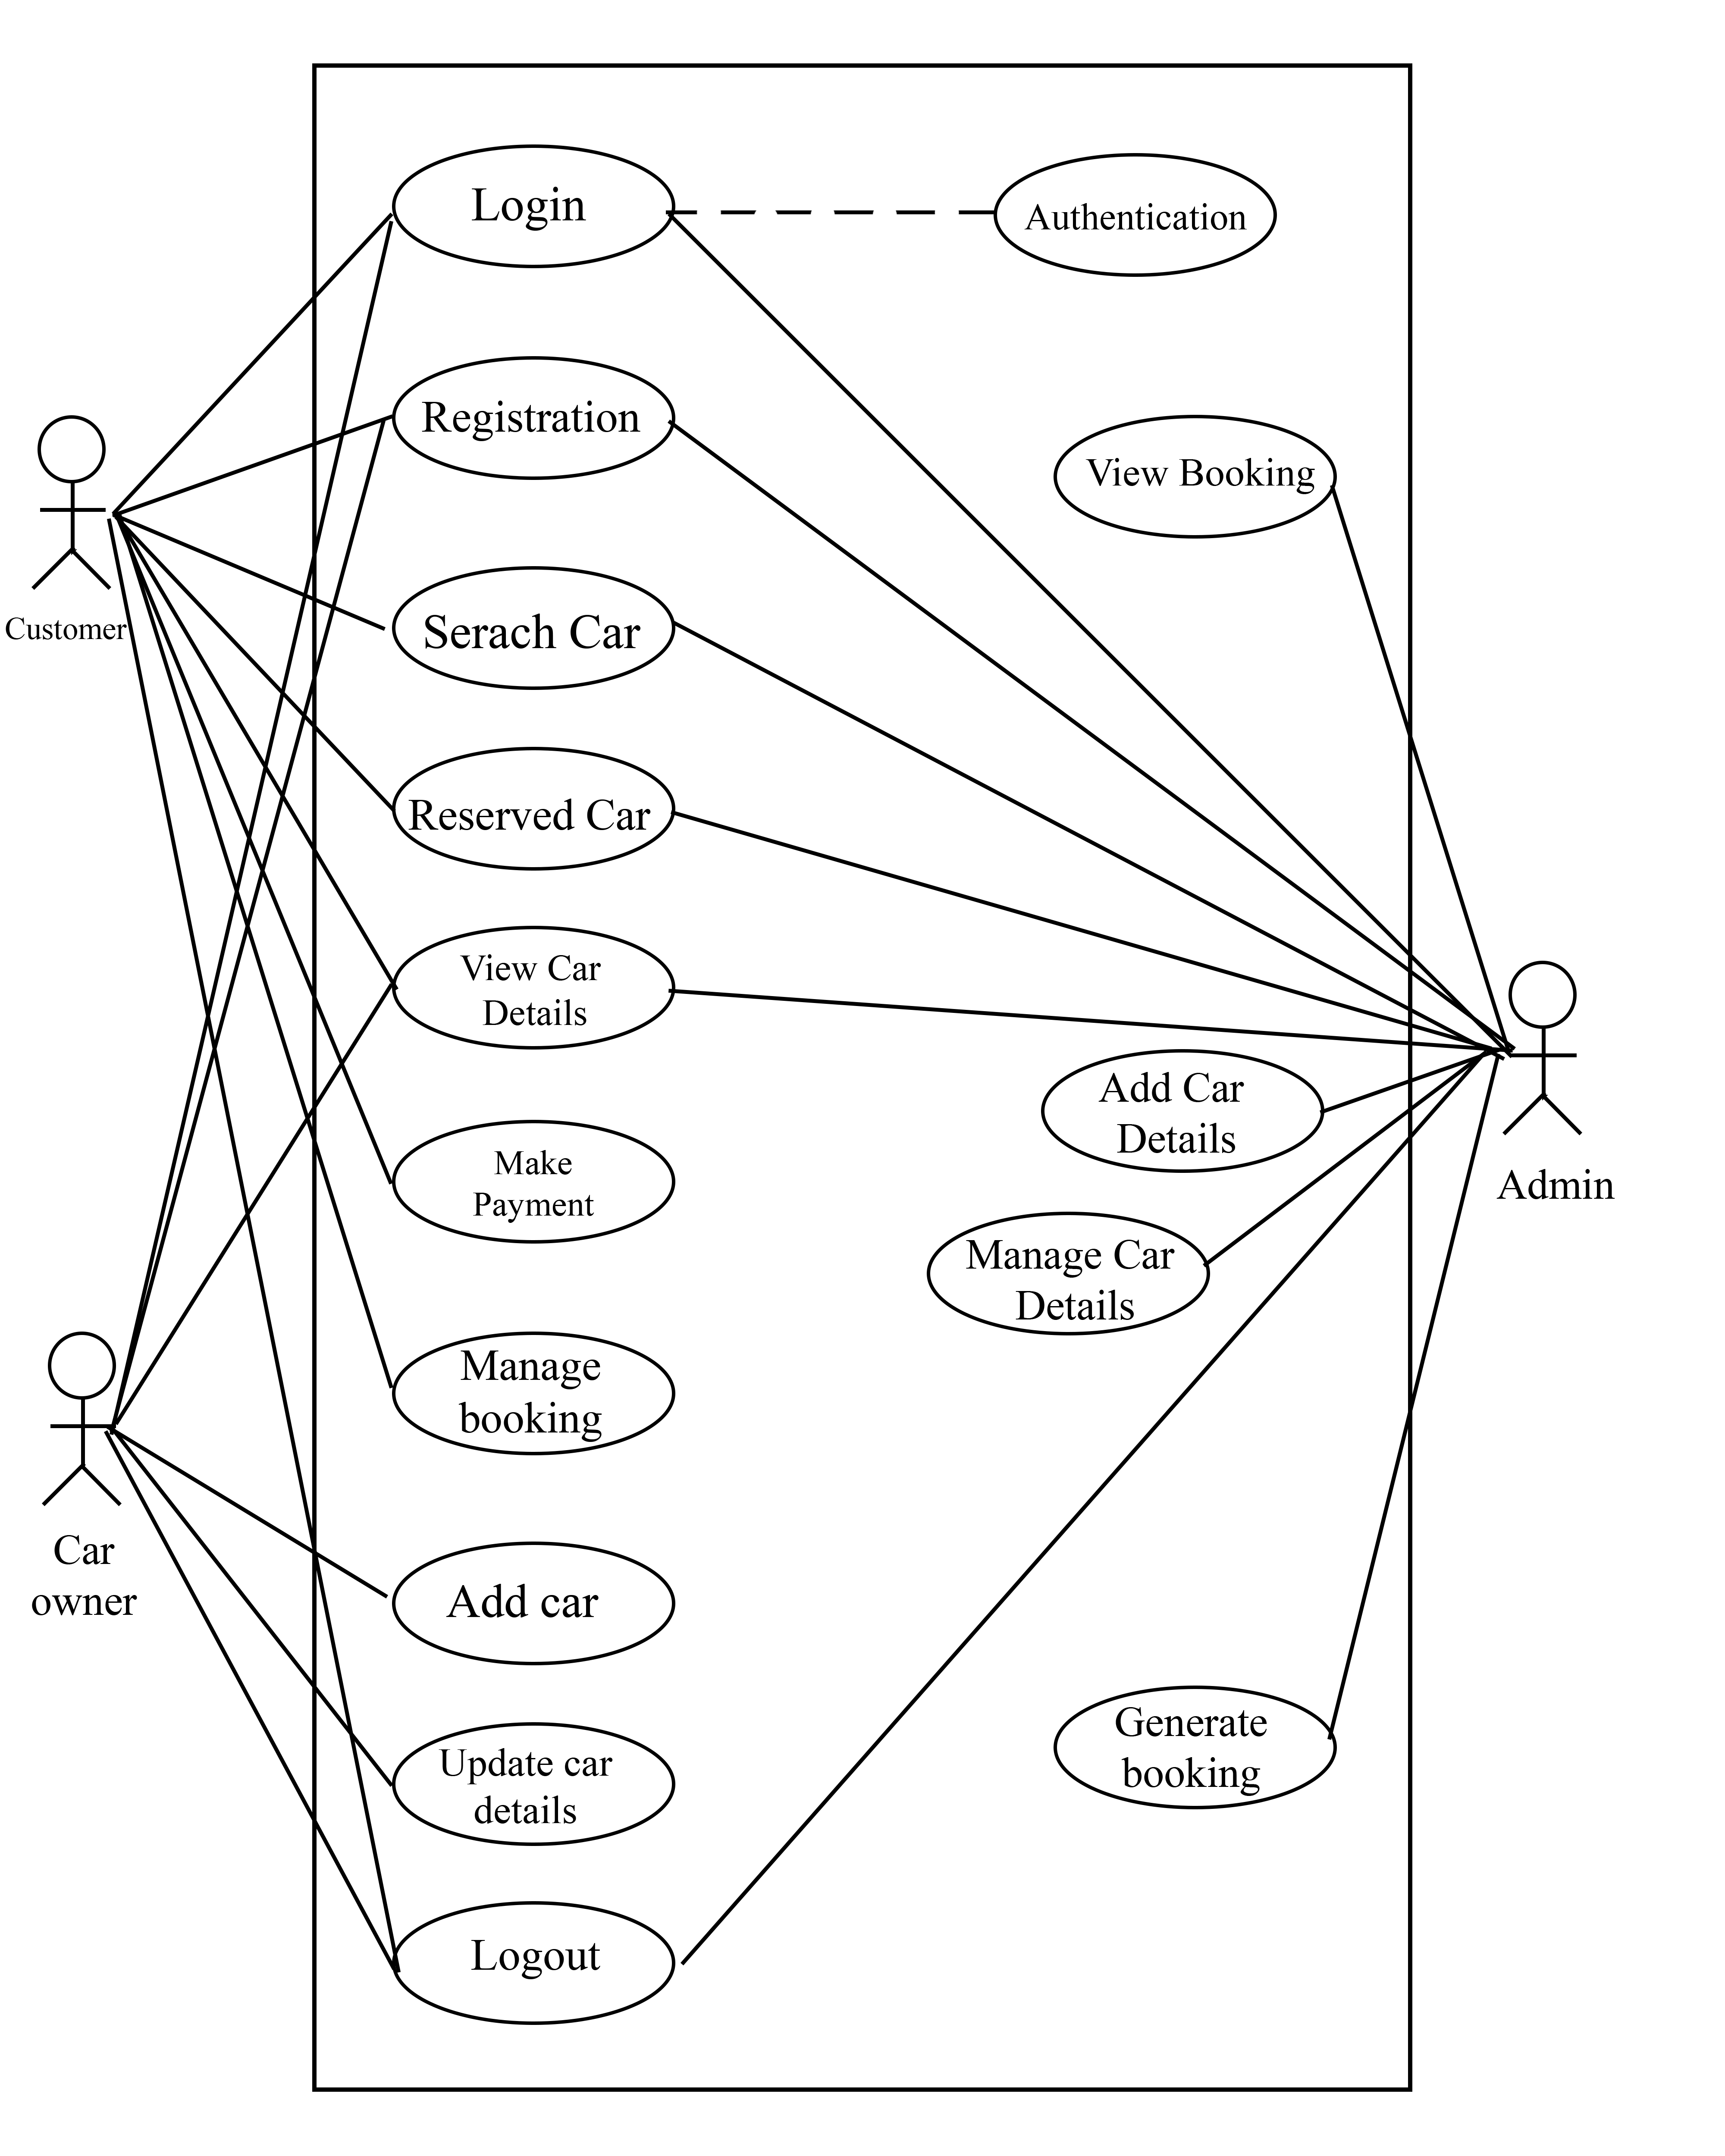 Login
Authentication
Registration
View Booking
Customer
Serach Car
Reserved Car
View Car
Details
Add Car
Details
Admin
Make
Payment
Manage Car
Details
Manage
booking
Car
owner
Add car
Generate
booking
Update car
details
Logout